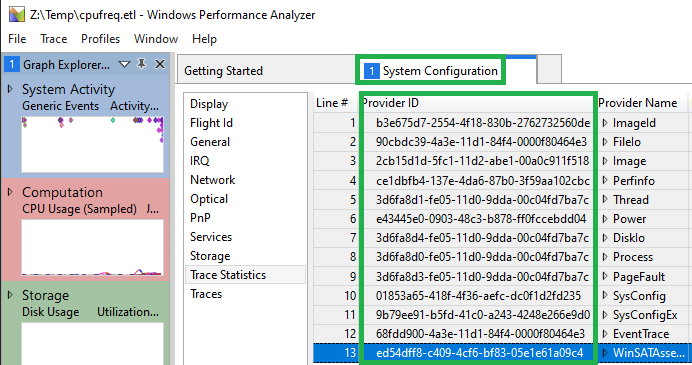 Z:\Temp\cpufreq.etl - Windows Performance Analyzer
File Trace Profiles Window Help
1 Graph Explorer...
System Activity
Generic Events Activity...
Computation
CPU Usage (Sampled) J...
Storage
Disk Usage Utilization...
Getting Started
1 System Configuration
Display
Flight Id
General
IRQ
Network
Optical
PnP
Services
Storage
Trace Statistics
Traces
Line # Provider ID Provider Name
1 b3e675d7-2554-4f18-830b-2762732560de ImageId
2 90cbdc39-4a3e-11d1-84f4-0000f80464e3 FileIo
3 2cb15d1d-5fc1-11d2-abe1-00a0c911f518 Image
4 ce1dbfb4-137e-4da6-87b0-3f59aa102cbc Perfinfo
5 3d6fa8d1-fe05-11d0-9dda-00c04fd7ba7c Thread
6 e43445e0-0903-48c3-b878-ff0fccebdd04 Power
7 3d6fa8d4-fe05-11d0-9dda-00c04fd7ba7c DiskIo
8 3d6fa8d0-fe05-11d0-9dda-00c04fd7ba7c Process
9 3d6fa8d3-fe05-11d0-9dda-00c04fd7ba7c PageFault
10 01853a65-418f-4f36-aefc-dc0f1d2fd235 SysConfig
11 9b79ee91-b5fd-41c0-a243-4248e266e9d0 SysConfigEx
12 68fdd900-4a3e-11d1-84f4-0000f80464e3 EventTrace
13 ed54dff8-c409-4cf6-bf83-05e1e61a09c4 WinSATAsse...